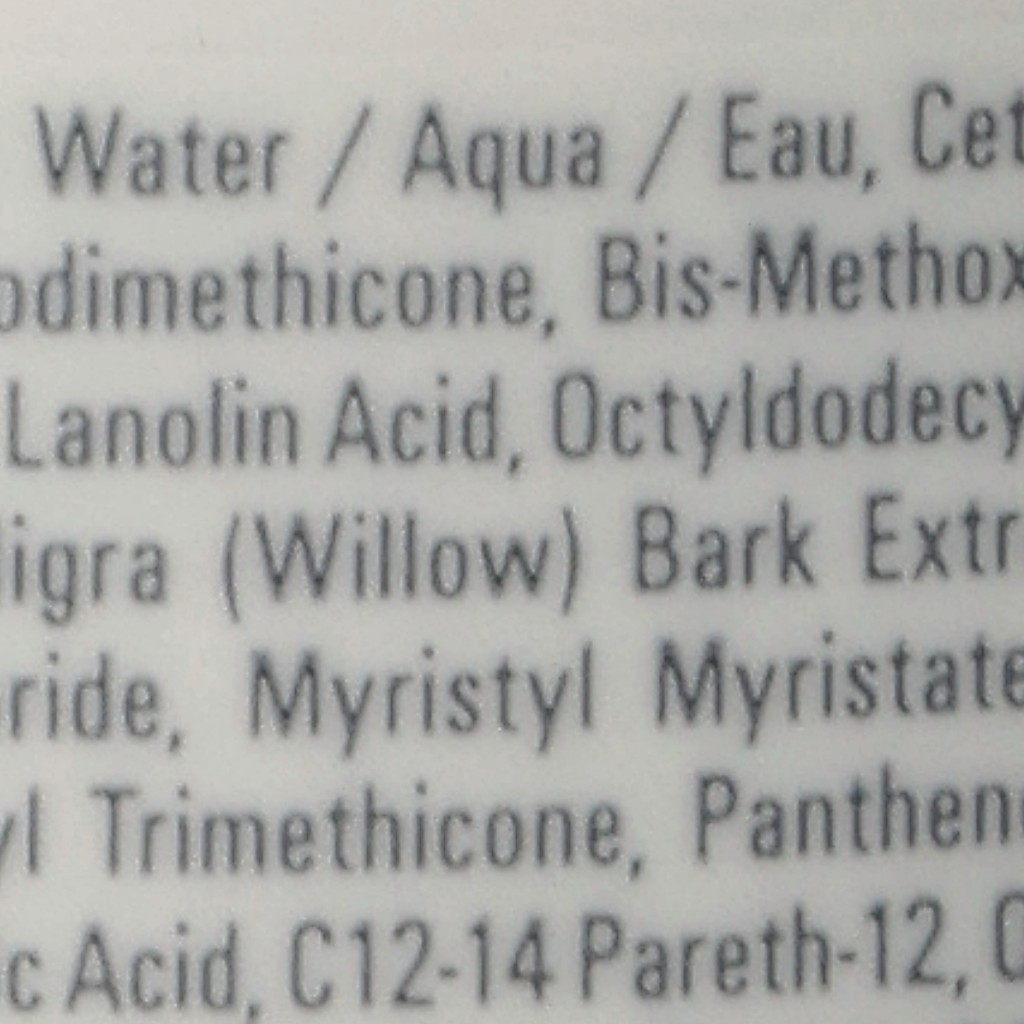 Water / Aqua / Eau, Cet
odimethicone, Bis-Methox
Lanolin Acid, Octyldodecy
igra (Willow) Bark Extr
ride, Myristyl Myristate
yl Trimethicone, Panthen
c Acid, C12-14 Pareth-12,